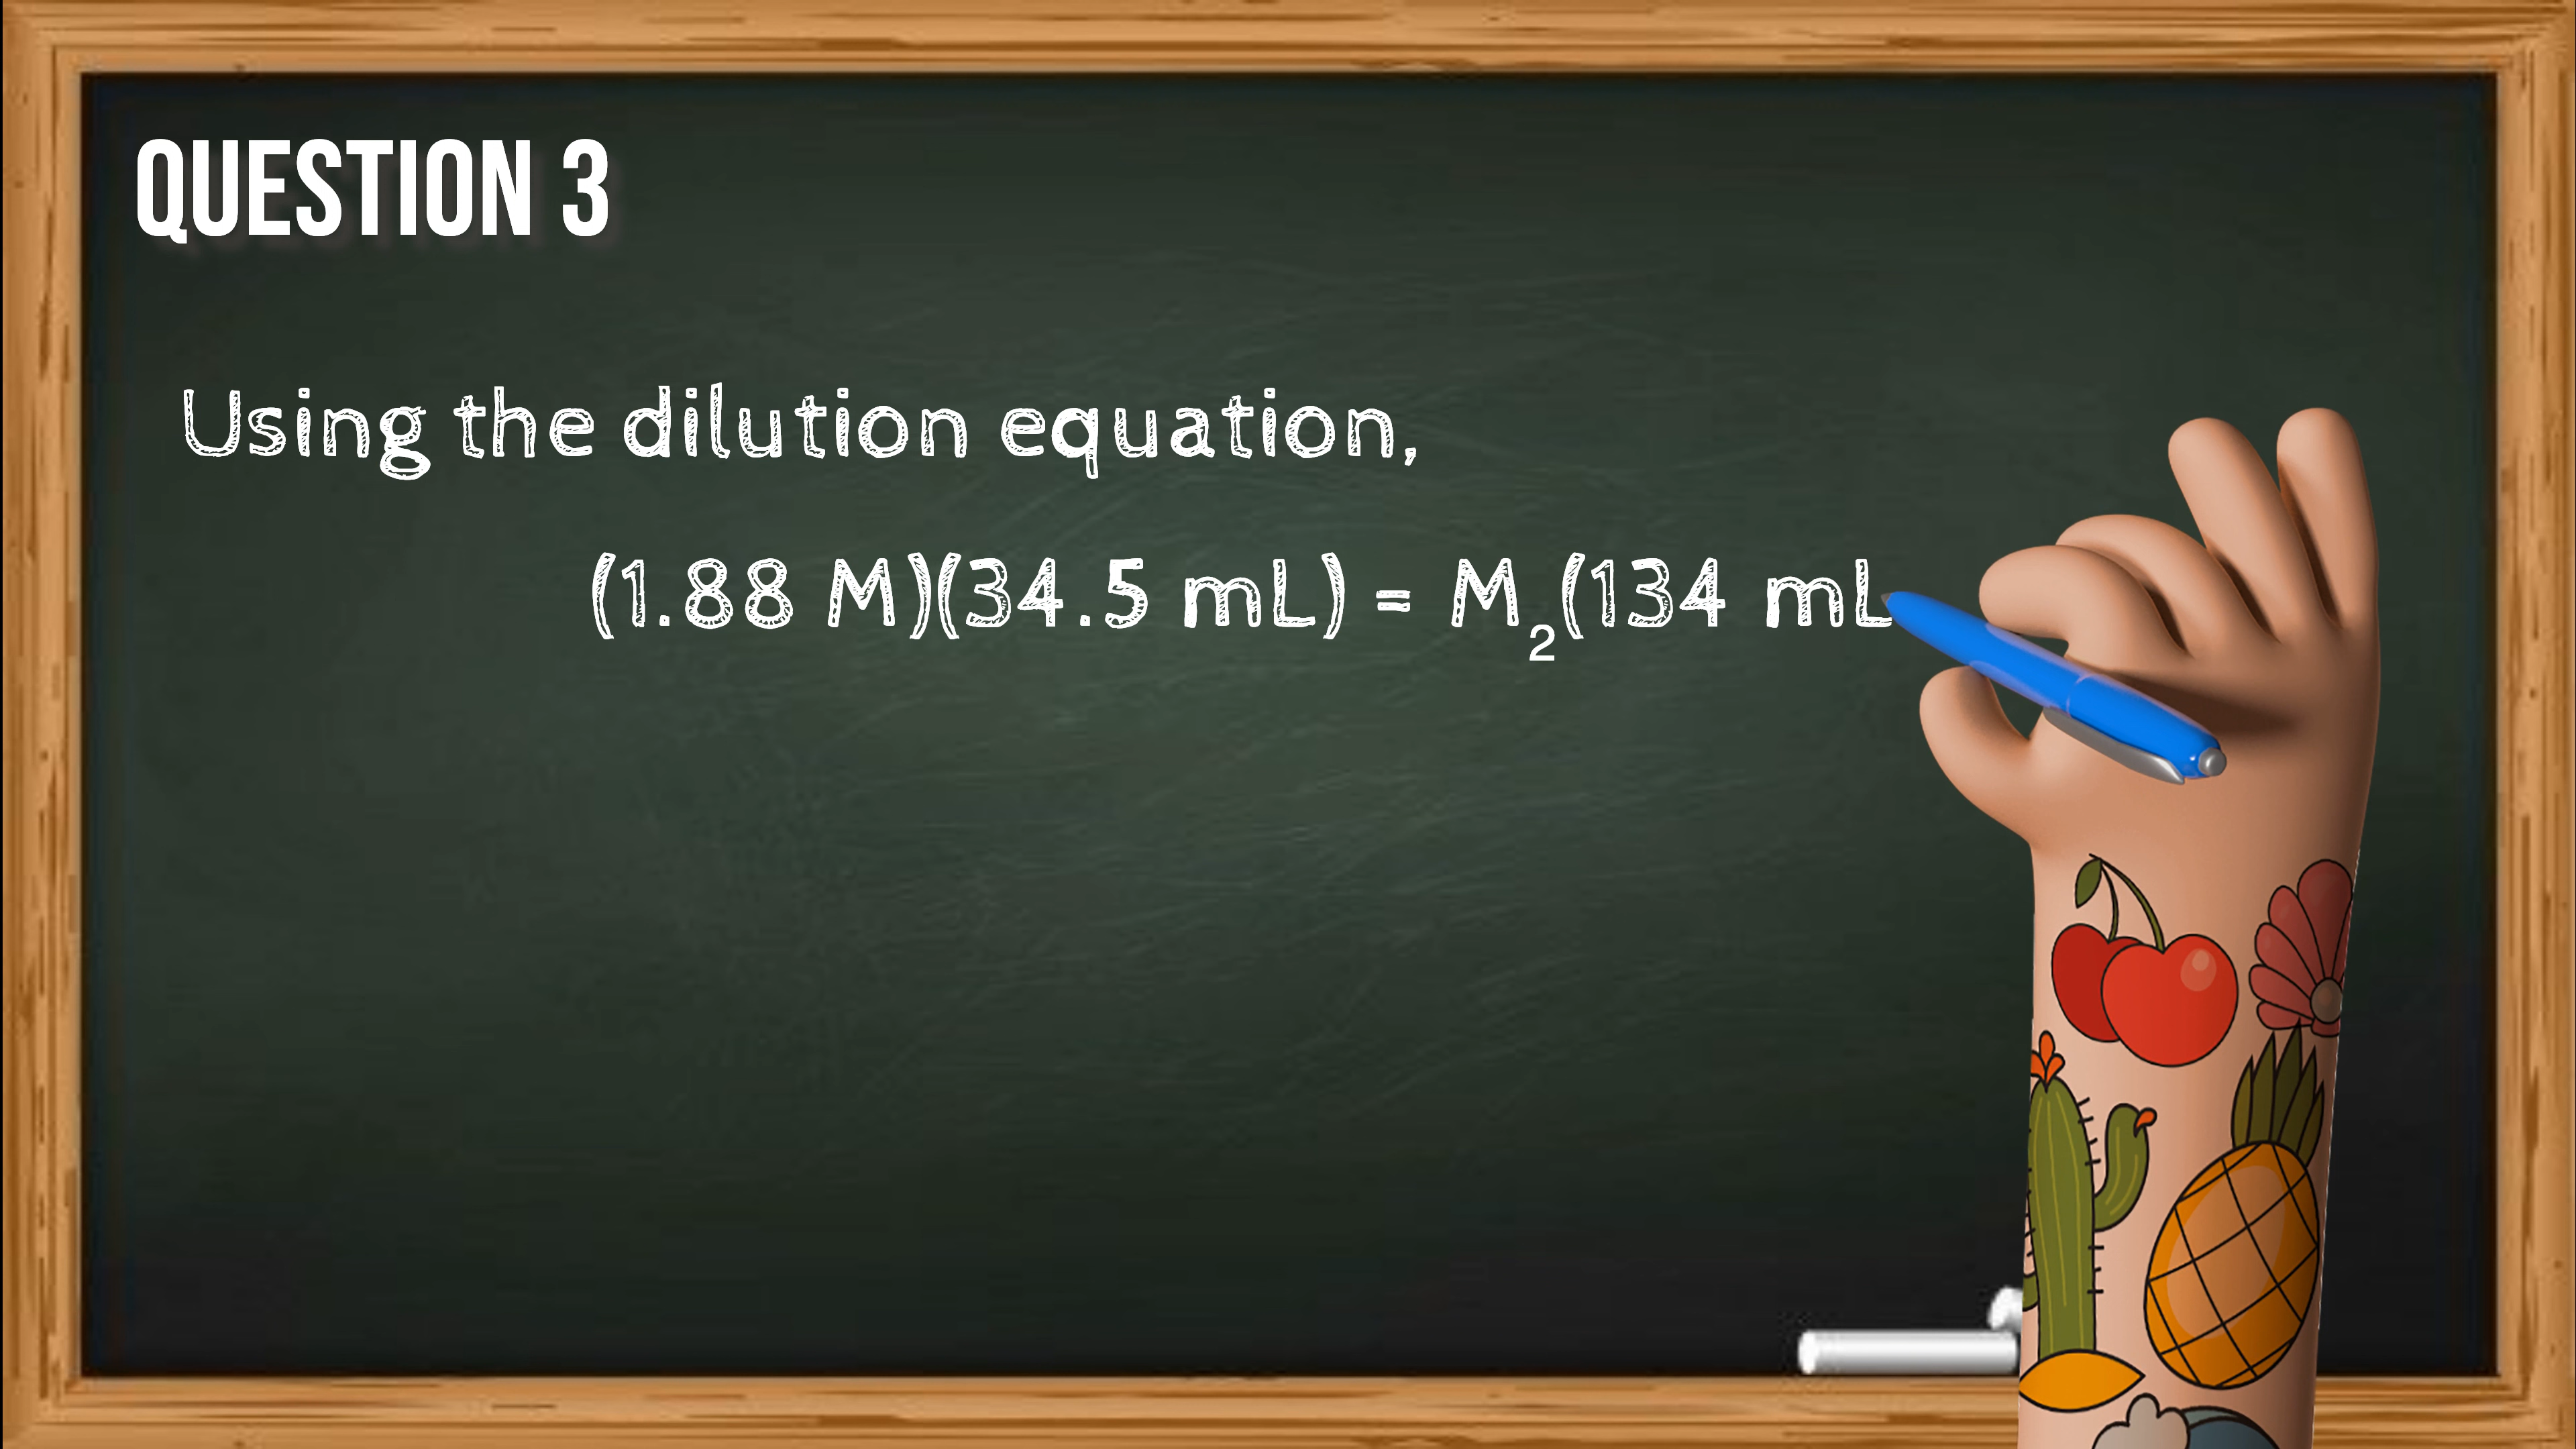 QUESTION 3
Using the dilution equation,
(1.88 M)(34.5 mL) = M₂(134 mL